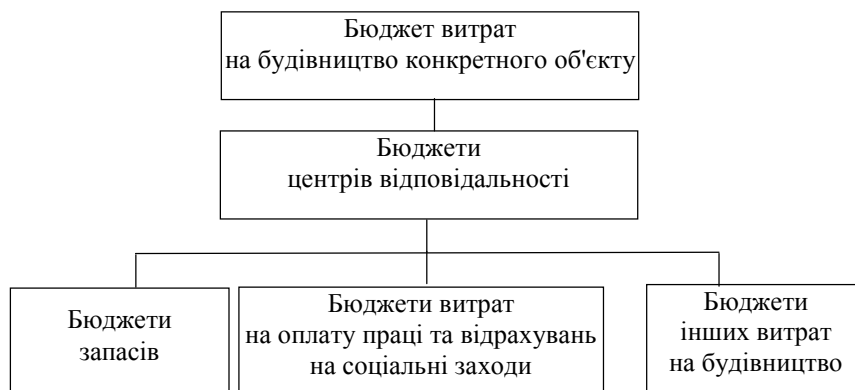 Бюджет витрат
на будівництво конкретного об'єкту
Бюджети
центрів відповідальності
Бюджети
запасів
Бюджети витрат
на оплату праці та відрахувань
на соціальні заходи
Бюджети
інших витрат
на будівництво